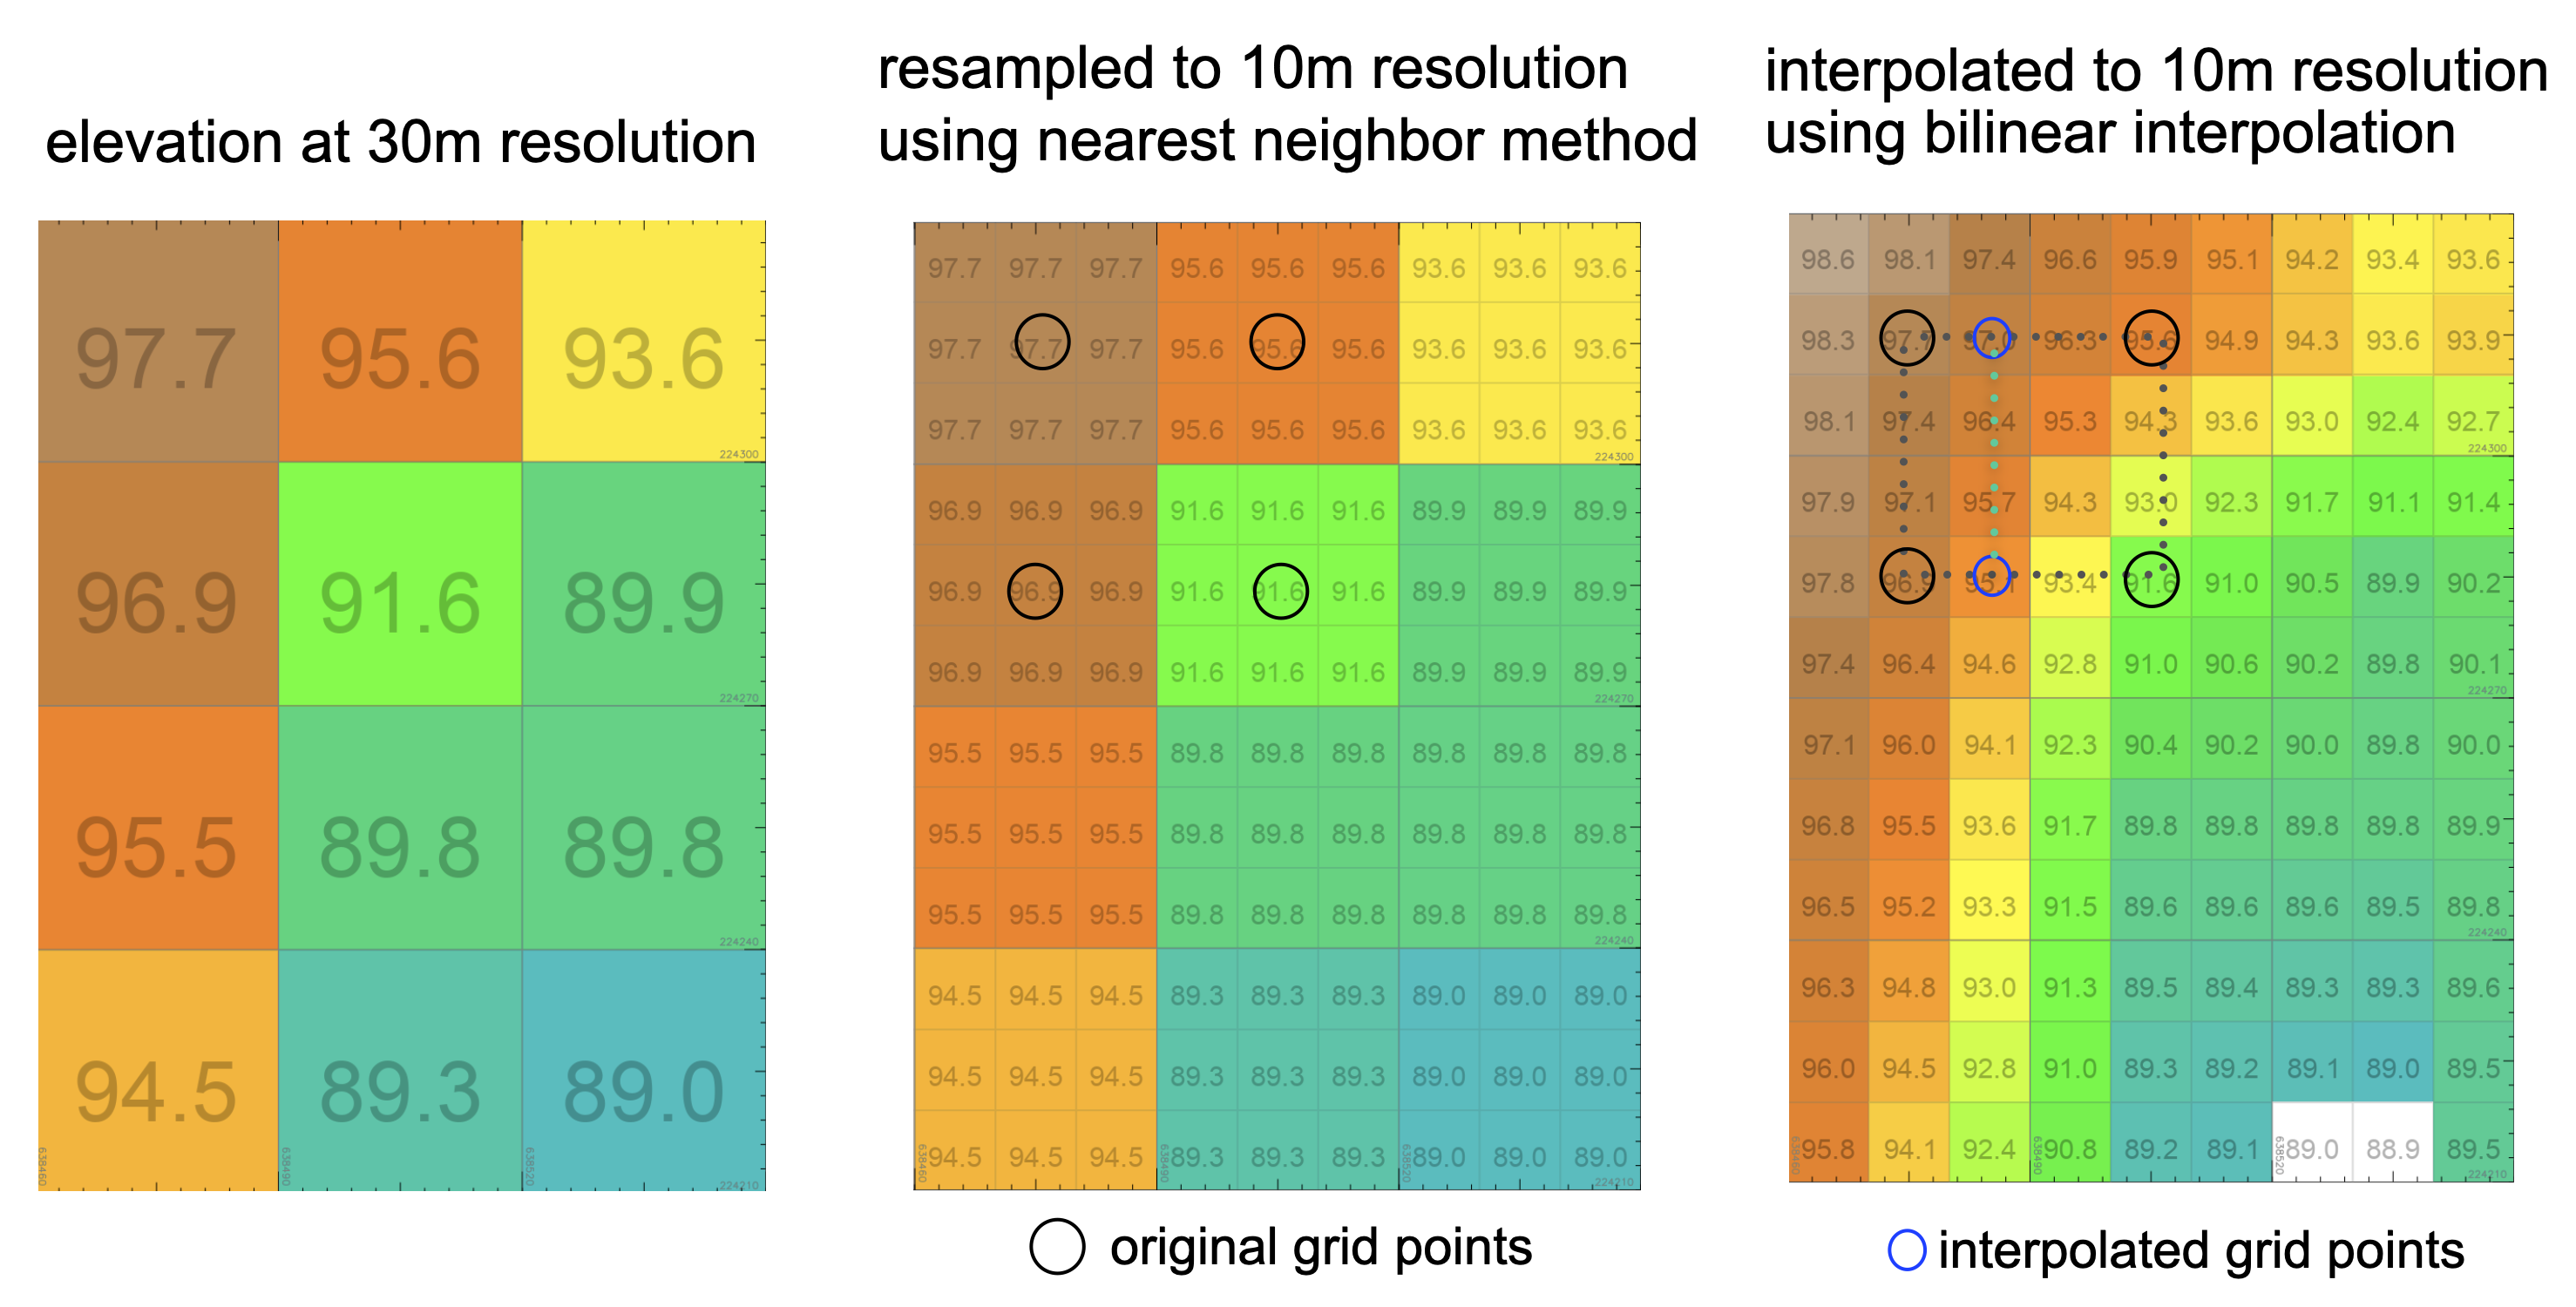 elevation at 30m resolution
97.7 95.6 93.6
224300
96.9 91.6 89.9
224270
95.5 89.8 89.8
224240
94.5 89.3 89.0
638460 638490 638520 224210
resampled to 10m resolution
using nearest neighbor method
97.7 97.7 97.7 95.6 95.6 95.6 93.6 93.6 93.6
97.7 97.7 97.7 95.6 95.6 95.6 93.6 93.6 93.6
97.7 97.7 97.7 95.6 95.6 95.6 93.6 93.6 93.6
224300
96.9 96.9 96.9 91.6 91.6 91.6 89.9 89.9 89.9
96.9 96.9 96.9 91.6 91.6 91.6 89.9 89.9 89.9
96.9 96.9 96.9 91.6 91.6 91.6 89.9 89.9 89.9
224270
95.5 95.5 95.5 89.8 89.8 89.8 89.8 89.8 89.8
95.5 95.5 95.5 89.8 89.8 89.8 89.8 89.8 89.8
95.5 95.5 95.5 89.8 89.8 89.8 89.8 89.8 89.8
224240
94.5 94.5 94.5 89.3 89.3 89.3 89.0 89.0 89.0
94.5 94.5 94.5 89.3 89.3 89.3 89.0 89.0 89.0
94.5 94.5 94.5 89.3 89.3 89.3 89.0 89.0 89.0
638460 638490 638520 224210
original grid points
interpolated to 10m resolution
using bilinear interpolation
98.6 98.1 97.4 96.6 95.9 95.1 94.2 93.4 93.6
98.3 97.7 97.0 96.3 95.6 94.9 94.3 93.6 93.9
98.1 97.4 96.4 95.3 94.3 93.6 93.0 92.4 92.7
224300
97.9 97.1 95.7 94.3 93.0 92.3 91.7 91.1 91.4
97.8 96.9 95.1 93.4 91.6 91.0 90.5 89.9 90.2
97.4 96.4 94.6 92.8 91.0 90.6 90.2 89.8 90.1
224270
97.1 96.0 94.1 92.3 90.4 90.2 90.0 89.8 90.0
96.8 95.5 93.6 91.7 89.8 89.8 89.8 89.8 89.9
96.5 95.2 93.3 91.5 89.6 89.6 89.6 89.5 89.8
224240
96.3 94.8 93.0 91.3 89.5 89.4 89.3 89.3 89.6
96.0 94.5 92.8 91.0 89.3 89.2 89.1 89.0 89.5
95.8 94.1 92.4 90.8 89.2 89.1 89.0 88.9 89.5
638460 638490 638520 224210
interpolated grid points